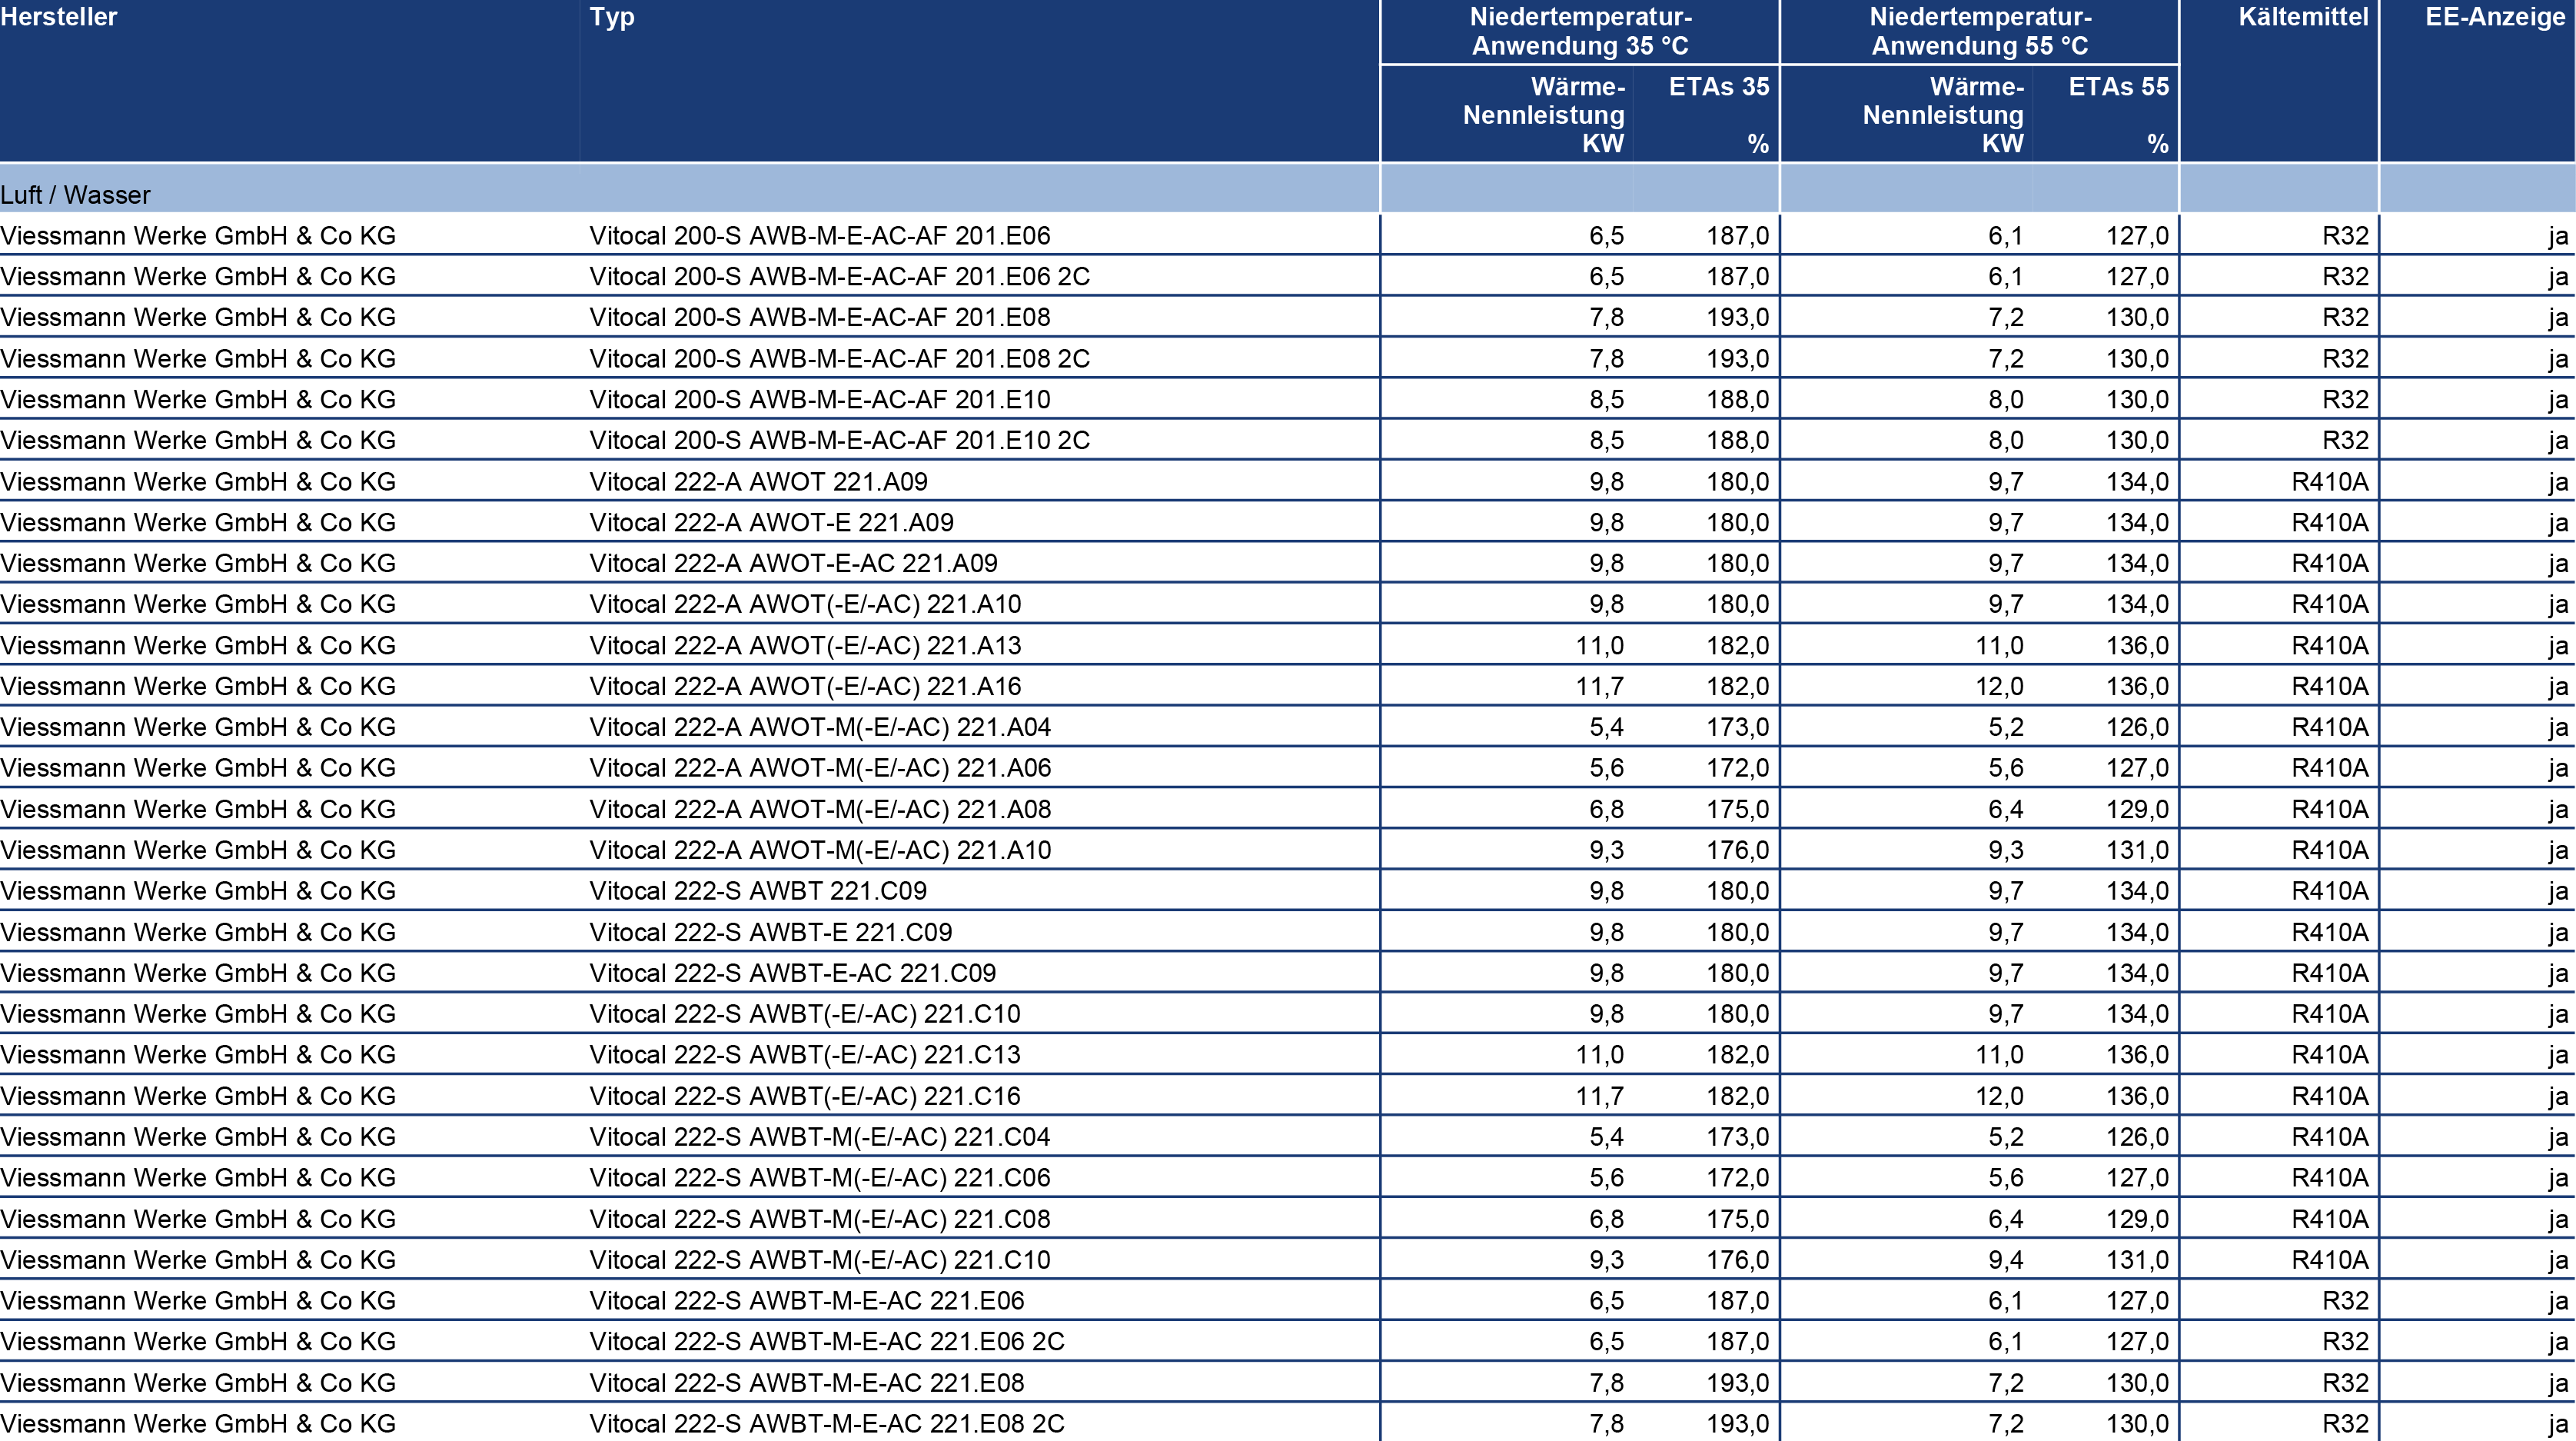 Hersteller Typ Niedertemperatur- Niedertemperatur- Kältemittel EE-Anzeige
Anwendung 35 °C Anwendung 55 °C
Wärme- ETAs 35 Wärme- ETAs 55
Nennleistung Nennleistung
KW % KW %
Luft / Wasser
Viessmann Werke GmbH & Co KG Vitocal 200-S AWB-M-E-AC-AF 201.E06 6,5 187,0 6,1 127,0 R32 ja
Viessmann Werke GmbH & Co KG Vitocal 200-S AWB-M-E-AC-AF 201.E06 2C 6,5 187,0 6,1 127,0 R32 ja
Viessmann Werke GmbH & Co KG Vitocal 200-S AWB-M-E-AC-AF 201.E08 7,8 193,0 7,2 130,0 R32 ja
Viessmann Werke GmbH & Co KG Vitocal 200-S AWB-M-E-AC-AF 201.E08 2C 7,8 193,0 7,2 130,0 R32 ja
Viessmann Werke GmbH & Co KG Vitocal 200-S AWB-M-E-AC-AF 201.E10 8,5 188,0 8,0 130,0 R32 ja
Viessmann Werke GmbH & Co KG Vitocal 200-S AWB-M-E-AC-AF 201.E10 2C 8,5 188,0 8,0 130,0 R32 ja
Viessmann Werke GmbH & Co KG Vitocal 222-A AWOT 221.A09 9,8 180,0 9,7 134,0 R410A ja
Viessmann Werke GmbH & Co KG Vitocal 222-A AWOT-E 221.A09 9,8 180,0 9,7 134,0 R410A ja
Viessmann Werke GmbH & Co KG Vitocal 222-A AWOT-E-AC 221.A09 9,8 180,0 9,7 134,0 R410A ja
Viessmann Werke GmbH & Co KG Vitocal 222-A AWOT(-E/-AC) 221.A10 9,8 180,0 9,7 134,0 R410A ja
Viessmann Werke GmbH & Co KG Vitocal 222-A AWOT(-E/-AC) 221.A13 11,0 182,0 11,0 136,0 R410A ja
Viessmann Werke GmbH & Co KG Vitocal 222-A AWOT(-E/-AC) 221.A16 11,7 182,0 12,0 136,0 R410A ja
Viessmann Werke GmbH & Co KG Vitocal 222-A AWOT-M(-E/-AC) 221.A04 5,4 173,0 5,2 126,0 R410A ja
Viessmann Werke GmbH & Co KG Vitocal 222-A AWOT-M(-E/-AC) 221.A06 5,6 172,0 5,6 127,0 R410A ja
Viessmann Werke GmbH & Co KG Vitocal 222-A AWOT-M(-E/-AC) 221.A08 6,8 175,0 6,4 129,0 R410A ja
Viessmann Werke GmbH & Co KG Vitocal 222-A AWOT-M(-E/-AC) 221.A10 9,3 176,0 9,3 131,0 R410A ja
Viessmann Werke GmbH & Co KG Vitocal 222-S AWBT 221.C09 9,8 180,0 9,7 134,0 R410A ja
Viessmann Werke GmbH & Co KG Vitocal 222-S AWBT-E 221.C09 9,8 180,0 9,7 134,0 R410A ja
Viessmann Werke GmbH & Co KG Vitocal 222-S AWBT-E-AC 221.C09 9,8 180,0 9,7 134,0 R410A ja
Viessmann Werke GmbH & Co KG Vitocal 222-S AWBT(-E/-AC) 221.C10 9,8 180,0 9,7 134,0 R410A ja
Viessmann Werke GmbH & Co KG Vitocal 222-S AWBT(-E/-AC) 221.C13 11,0 182,0 11,0 136,0 R410A ja
Viessmann Werke GmbH & Co KG Vitocal 222-S AWBT(-E/-AC) 221.C16 11,7 182,0 12,0 136,0 R410A ja
Viessmann Werke GmbH & Co KG Vitocal 222-S AWBT-M(-E/-AC) 221.C04 5,4 173,0 5,2 126,0 R410A ja
Viessmann Werke GmbH & Co KG Vitocal 222-S AWBT-M(-E/-AC) 221.C06 5,6 172,0 5,6 127,0 R410A ja
Viessmann Werke GmbH & Co KG Vitocal 222-S AWBT-M(-E/-AC) 221.C08 6,8 175,0 6,4 129,0 R410A ja
Viessmann Werke GmbH & Co KG Vitocal 222-S AWBT-M(-E/-AC) 221.C10 9,3 176,0 9,4 131,0 R410A ja
Viessmann Werke GmbH & Co KG Vitocal 222-S AWBT-M-E-AC 221.E06 6,5 187,0 6,1 127,0 R32 ja
Viessmann Werke GmbH & Co KG Vitocal 222-S AWBT-M-E-AC 221.E06 2C 6,5 187,0 6,1 127,0 R32 ja
Viessmann Werke GmbH & Co KG Vitocal 222-S AWBT-M-E-AC 221.E08 7,8 193,0 7,2 130,0 R32 ja
Viessmann Werke GmbH & Co KG Vitocal 222-S AWBT-M-E-AC 221.E08 2C 7,8 193,0 7,2 130,0 R32 ja